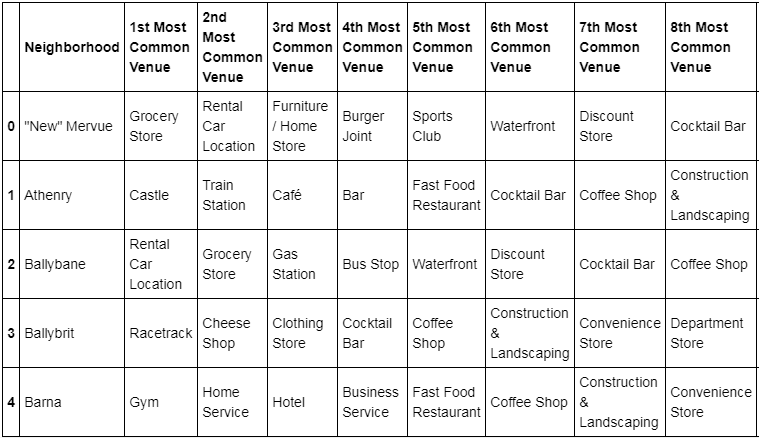 Neighborhood 1st Most Common Venue 2nd Most Common Venue 3rd Most Common Venue 4th Most Common Venue 5th Most Common Venue 6th Most Common Venue 7th Most Common Venue 8th Most Common Venue
0 "New" Mervue Grocery Store Rental Car Location Furniture / Home Store Burger Joint Sports Club Waterfront Discount Store Cocktail Bar
1 Athenry Castle Train Station Café Bar Fast Food Restaurant Cocktail Bar Coffee Shop Construction & Landscaping
2 Ballybane Rental Car Location Grocery Store Gas Station Bus Stop Waterfront Discount Store Cocktail Bar Coffee Shop
3 Ballybrit Racetrack Cheese Shop Clothing Store Cocktail Bar Coffee Shop Construction & Landscaping Convenience Store Department Store
4 Barna Gym Home Service Hotel Business Service Fast Food Restaurant Coffee Shop Construction & Landscaping Convenience Store